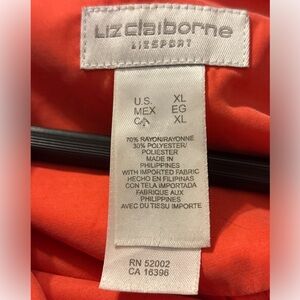 Liz claiborne
LIZSPORT
U.S. XL
MEX EG
CA XL
70% RAYON/RAYONNE
30% POLYESTER/
POLIESTER
MADE IN
PHILIPPINES
WITH IMPORTED FABRIC
HECHO EN FILIPINAS
CON TELA IMPORTADA
FABRIQUE AUX
PHILIPPINES
AVEC DU TISSU IMPORTE
RN 52002
CA 16396